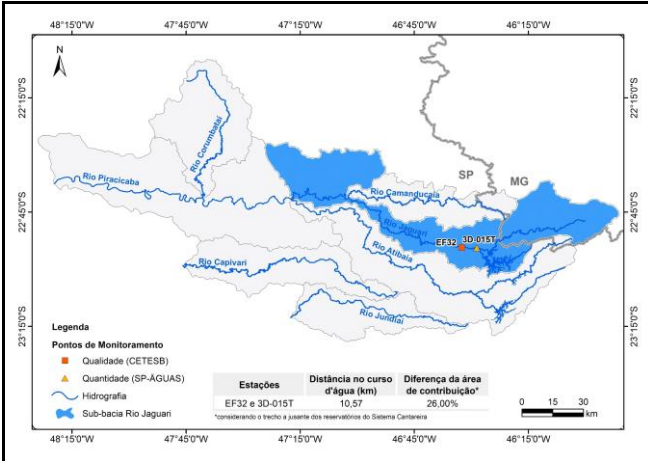 48°15'0"W 47°45'0"W 47°15'0"W 46°45'0"W 46°15'0"W
N
22°15'0"S 22°15'0"S
Rio Corumbataí
SP MG
Rio Piracicaba
Rio Camanducaia
22°45'0"S 22°45'0"S
Rio Jaguari
EF32 3D-015T
Rio Atibaia
Rio Capivari
Rio Jundiaí
23°15'0"S 23°15'0"S
Legenda
Pontos de Monitoramento
Qualidade (CETESB)
Quantidade (SP-ÁGUAS)
Hidrografia
Sub-bacia Rio Jaguari
Estações Distância no curso d'água (km) Diferença da área de contribuição*
EF32 e 3D-015T 10,57 26,00%
*considerando o trecho a jusante dos reservatórios do Sistema Cantareira
0 15 30
km
48°15'0"W 47°45'0"W 47°15'0"W 46°45'0"W 46°15'0"W